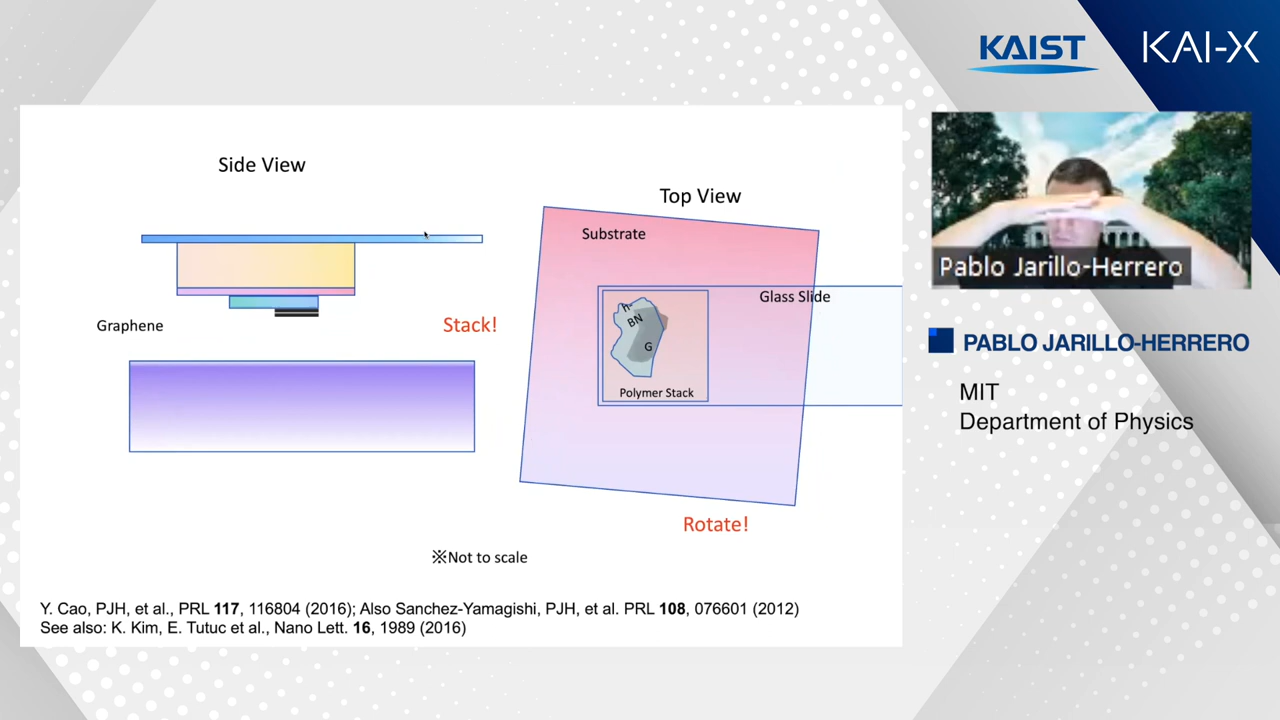 KAIST
KAI-X
Side View
Top View
Substrate
Glass Slide
Graphene
Stack!
h
BN
G
Polymer Stack
Rotate!
※Not to scale
Y. Cao, PJH, et al., PRL 117, 116804 (2016); Also Sanchez-Yamagishi, PJH, et al. PRL 108, 076601 (2012)
See also: K. Kim, E. Tutuc et al., Nano Lett. 16, 1989 (2016)
Pablo Jarillo-Herrero
PABLO JARILLO-HERRERO
MIT
Department of Physics